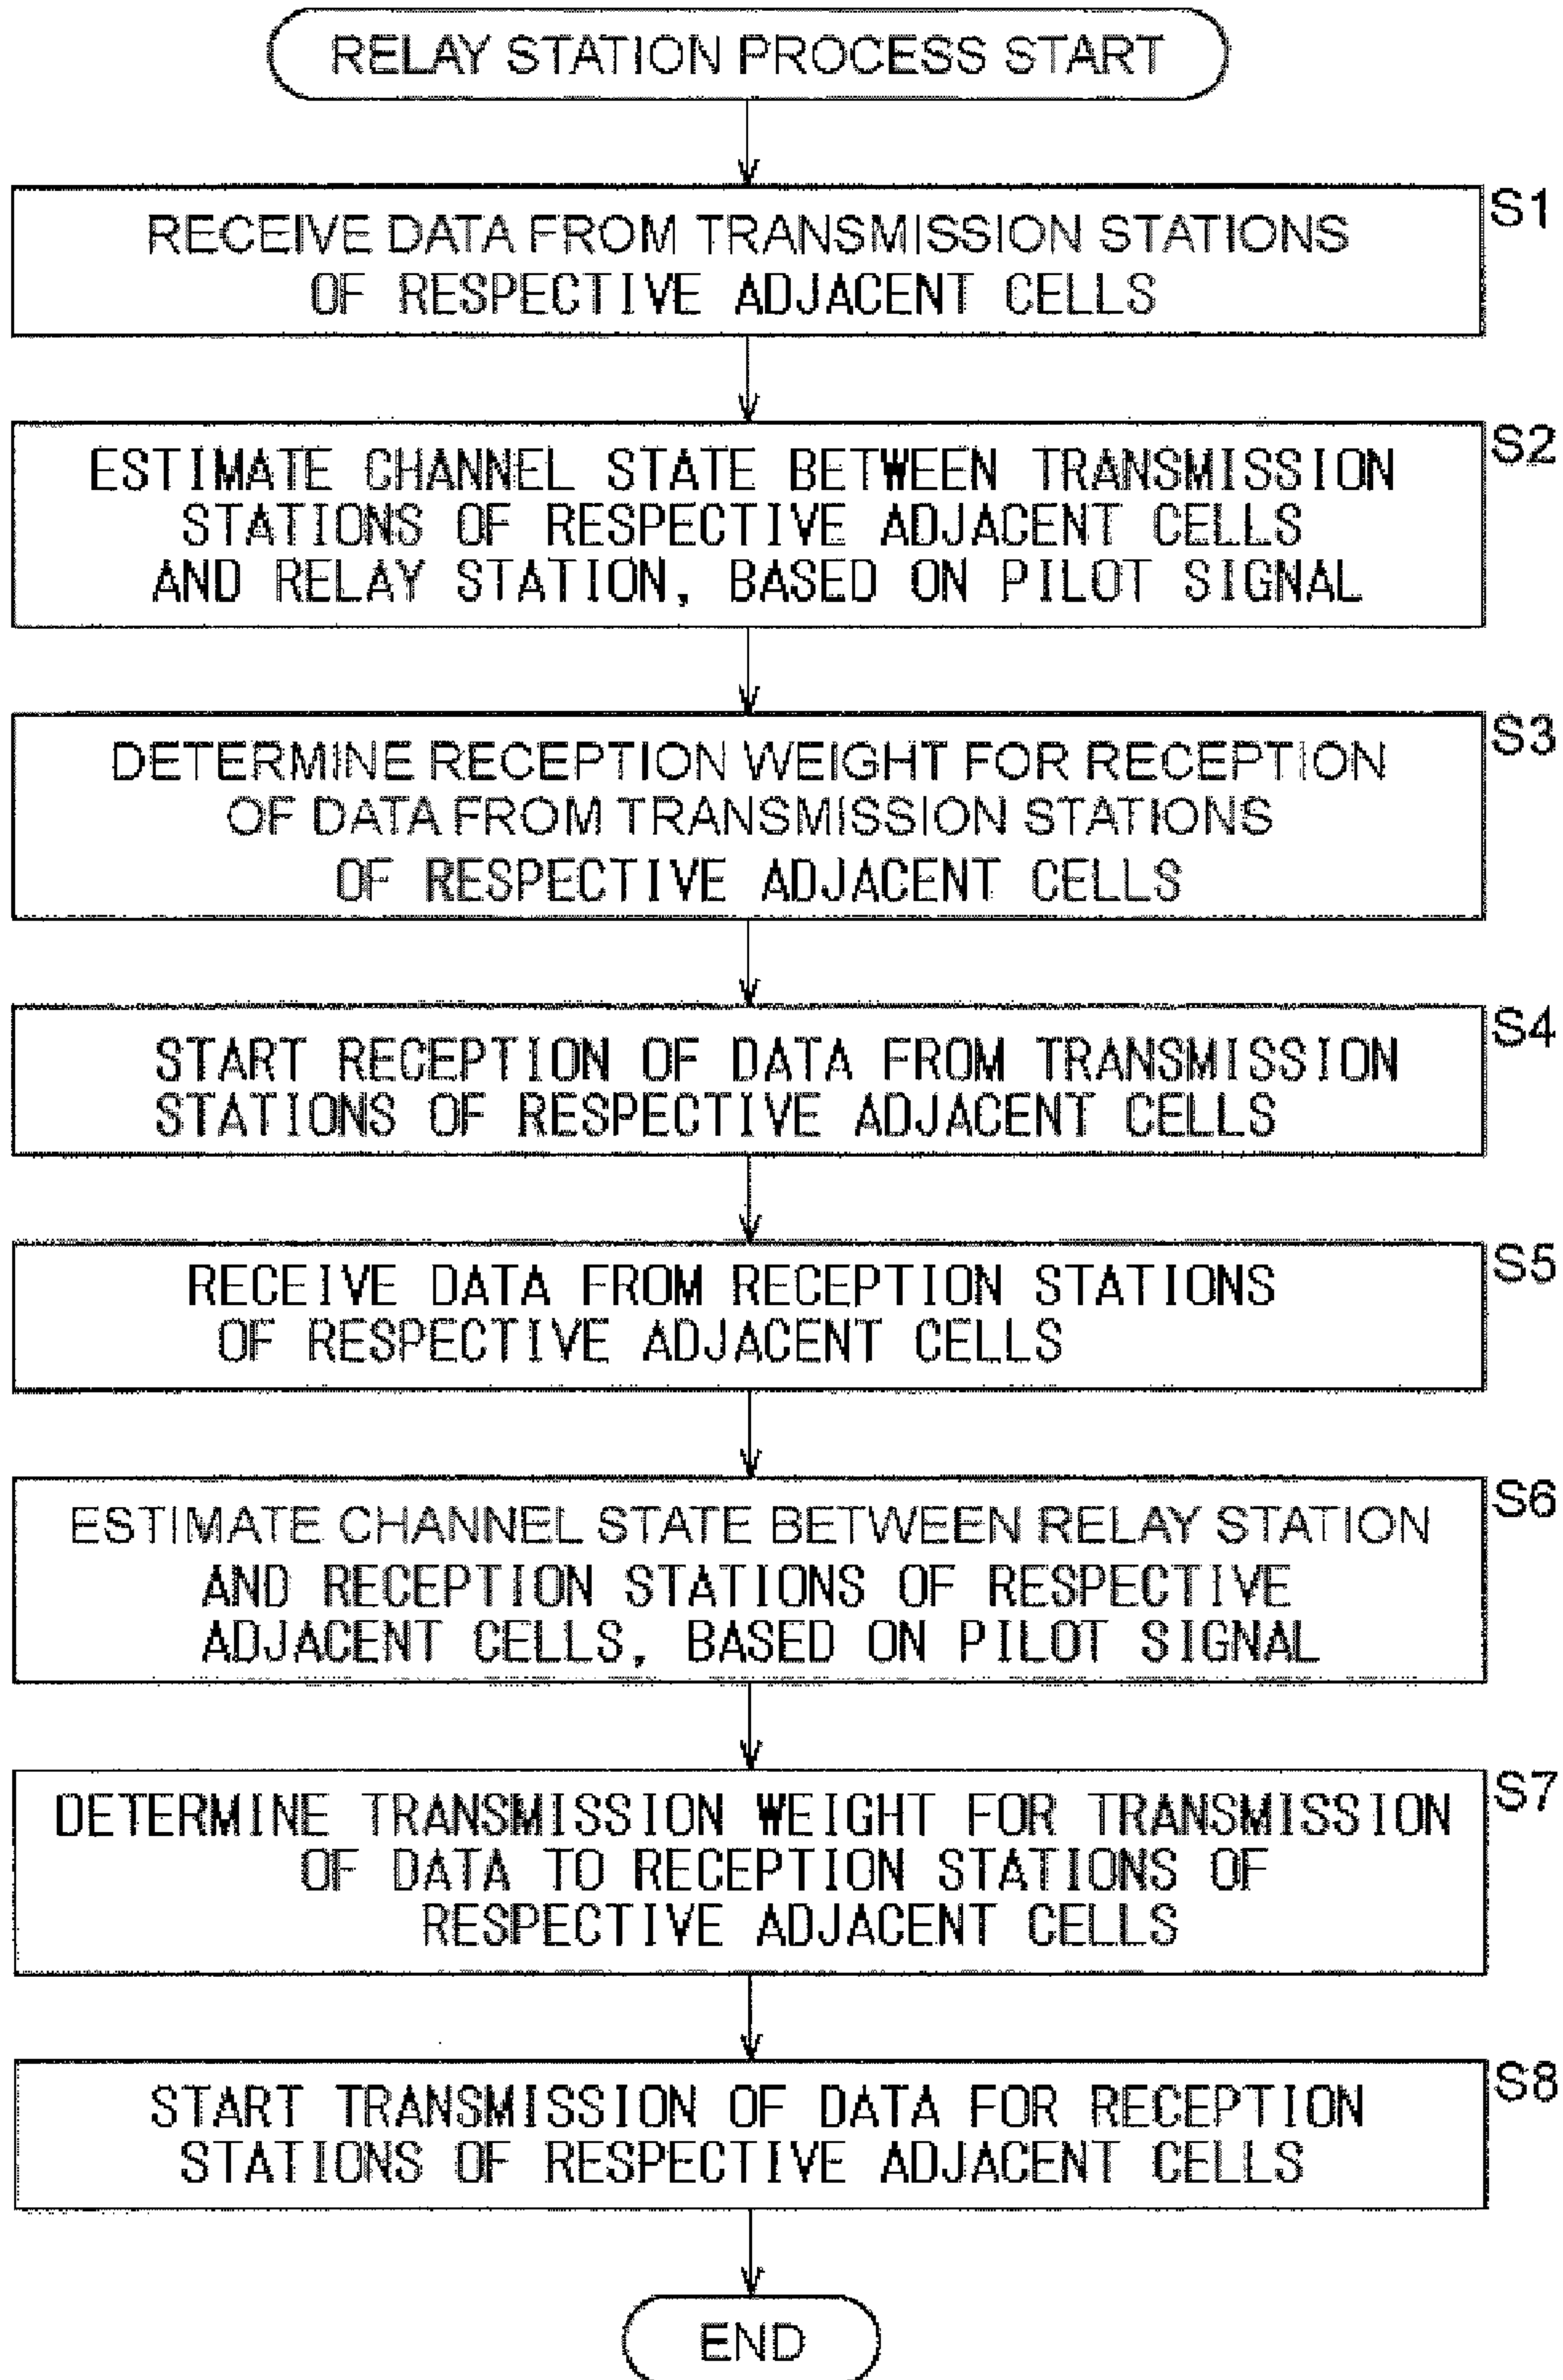 RELAY STATION PROCESS START
S1
RECEIVE DATA FROM TRANSMISSION STATIONS
OF RESPECTIVE ADJACENT CELLS
S2
ESTIMATE CHANNEL STATE BETWEEN TRANSMISSION
STATIONS OF RESPECTIVE ADJACENT CELLS
AND RELAY STATION, BASED ON PILOT SIGNAL
S3
DETERMINE RECEPTION WEIGHT FOR RECEPTION
OF DATA FROM TRANSMISSION STATIONS
OF RESPECTIVE ADJACENT CELLS
S4
START RECEPTION OF DATA FROM TRANSMISSION
STATIONS OF RESPECTIVE ADJACENT CELLS
S5
RECEIVE DATA FROM RECEPTION STATIONS
OF RESPECTIVE ADJACENT CELLS
S6
ESTIMATE CHANNEL STATE BETWEEN RELAY STATION
AND RECEPTION STATIONS OF RESPECTIVE
ADJACENT CELLS, BASED ON PILOT SIGNAL
S7
DETERMINE TRANSMISSION WEIGHT FOR TRANSMISSION
OF DATA TO RECEPTION STATIONS OF
RESPECTIVE ADJACENT CELLS
S8
START TRANSMISSION OF DATA FOR RECEPTION
STATIONS OF RESPECTIVE ADJACENT CELLS
END